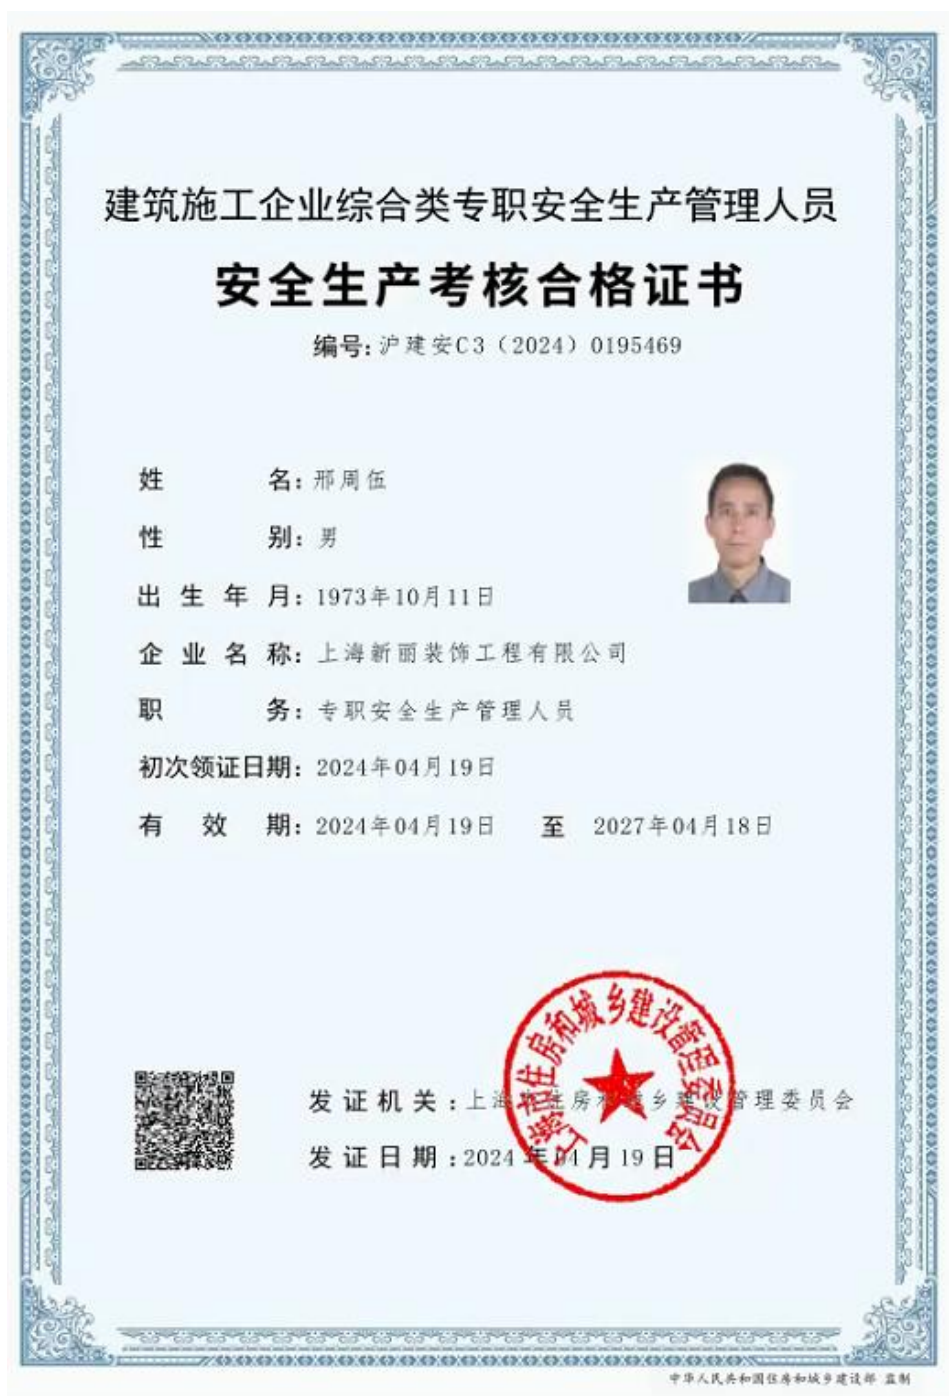 建筑施工企业综合类专职安全生产管理人员
安全生产考核合格证书
编号:沪建安C3（2024）0195469
姓名:邢周伍
性别:男
出生年月:1973年10月11日
企业名称:上海新丽装饰工程有限公司
职务:专职安全生产管理人员
初次领证日期:2024年04月19日
有效期:2024年04月19日 至 2027年04月18日
上海市住房和城乡建设管理委员会
发证机关:上海市住房和城乡建设管理委员会
发证日期:2024年04月19日
中华人民共和国住房和城乡建设部 监制